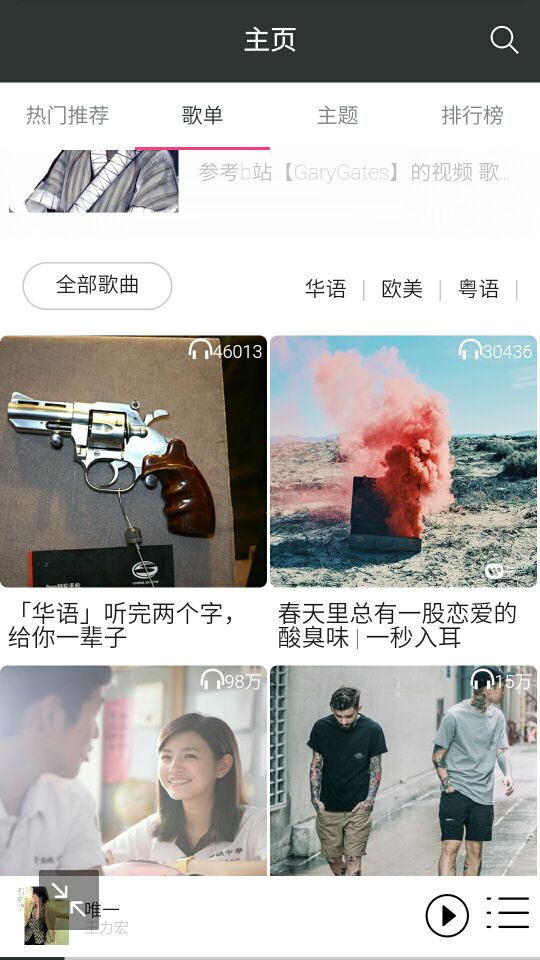 主页
热门推荐
歌单
主题
排行榜
参考b站【GaryGates】的视频 歌...
全部歌曲
华语 | 欧美 | 粤语 |
46013
30436
「华语」听完两个字，
给你一辈子
春天里总有一股恋爱的
酸臭味 | 一秒入耳
98万
15万
唯一
王力宏